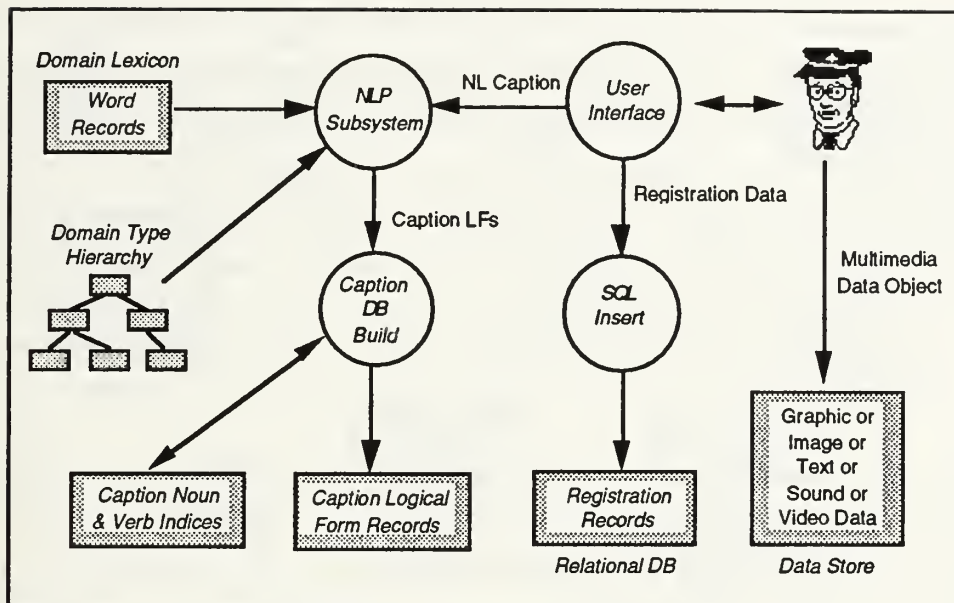 Domain Lexicon
Word
Records
NLP
Subsystem
NL Caption
User
Interface
Registration Data
Caption LFs
Domain Type
Hierarchy
Caption
DB
Build
SQL
Insert
Multimedia
Data Object
Caption Noun
& Verb Indices
Caption Logical
Form Records
Registration
Records
Relational DB
Graphic or
Image or
Text or
Sound or
Video Data
Data Store